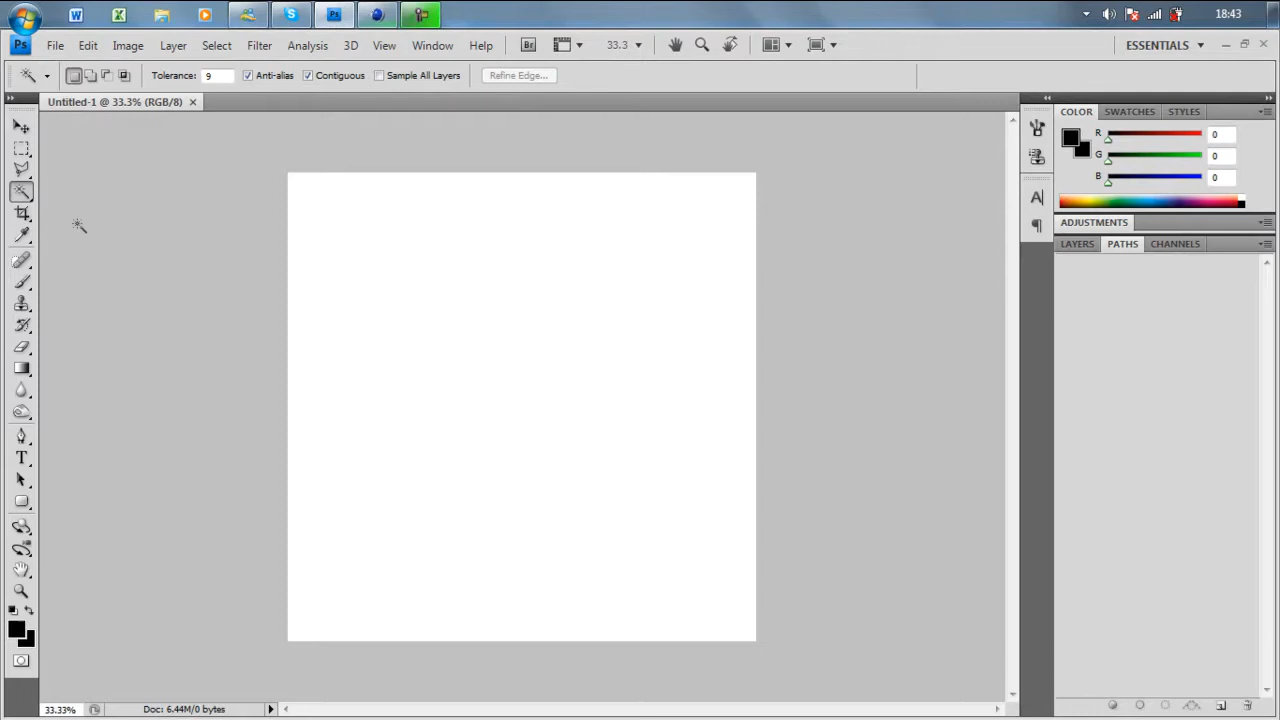 W X S Ps 18:43
Ps File Edit Image Layer Select Filter Analysis 3D View Window Help Br 33.3 ESSENTIALS
Tolerance: 9 Anti-alias Contiguous Sample All Layers Refine Edge...
Untitled-1 @ 33.3% (RGB/8)
COLOR SWATCHES STYLES
R 0
G 0
B 0
A
ADJUSTMENTS
LAYERS PATHS CHANNELS
T
33.33% Doc: 6.44M/0 bytes